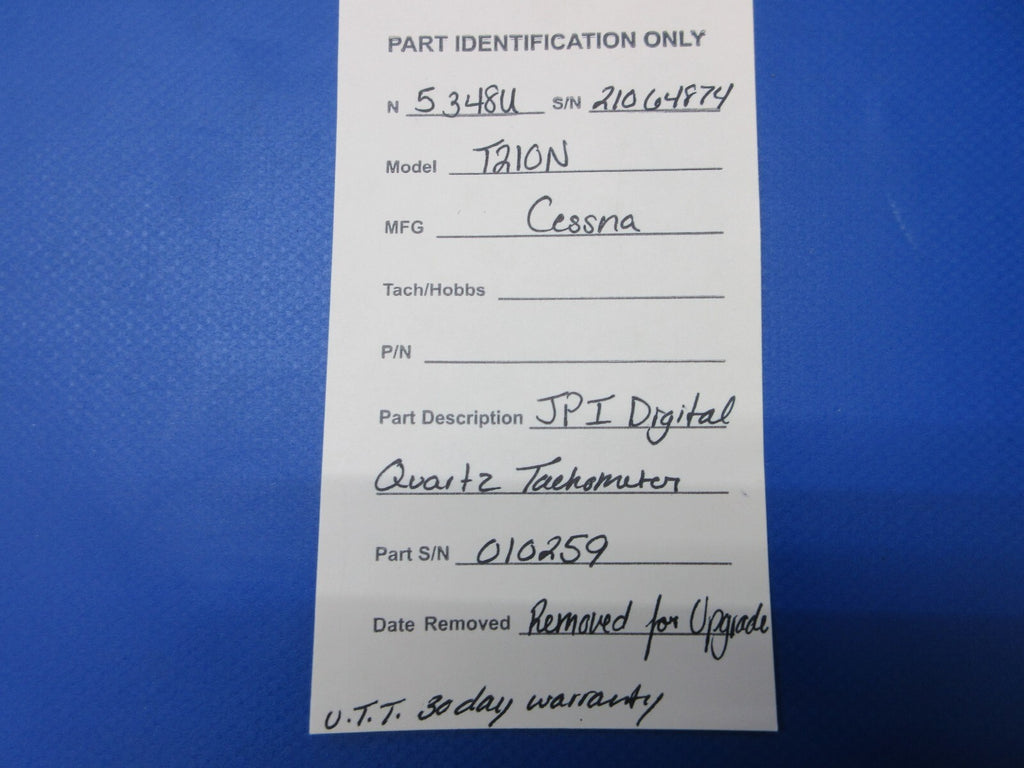 PART IDENTIFICATION ONLY
N 5348U S/N 21064874
Model T210N
MFG Cessna
Tach/Hobbs
P/N
Part Description JPI Digital
Quartz Tachometer
Part S/N 010259
Date Removed Removed for Upgrade
U.T.T. 30 day warranty